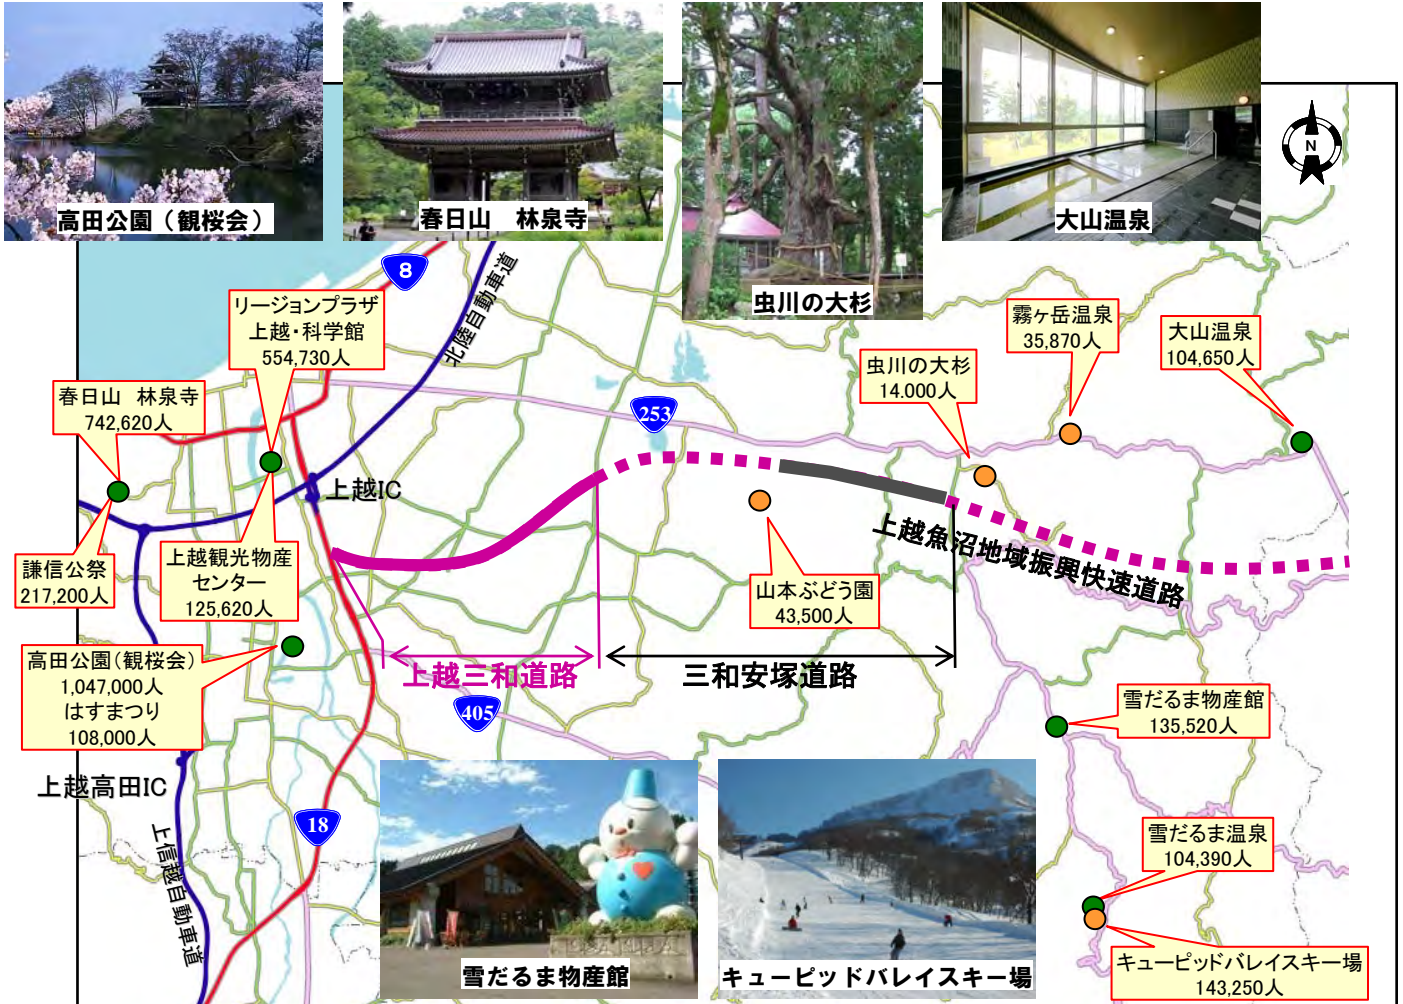 高田公園（観桜会）
春日山　林泉寺
虫川の大杉
大山温泉
N
8
北陸自動車道
リージョンプラザ
上越・科学館
554,730人
霧ヶ岳温泉
35,870人
大山温泉
104,650人
虫川の大杉
14.000人
春日山　林泉寺
742,620人
253
上越IC
上越魚沼地域振興快速道路
謙信公祭
217,200人
上越観光物産
センター
125,620人
山本ぶどう園
43,500人
高田公園（観桜会）
1,047,000人
はすまつり
108,000人
上越三和道路
三和安塚道路
405
雪だるま物産館
135,520人
上越高田IC
18
上信越自動車道
雪だるま温泉
104,390人
キューピッドバレイスキー場
143,250人
雪だるま物産館
キューピッドバレイスキー場